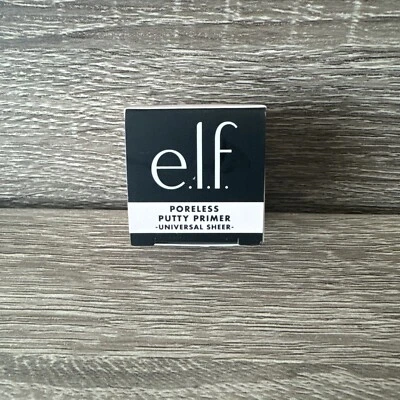 e.l.f.
PORELESS
PUTTY PRIMER
-UNIVERSAL SHEER-